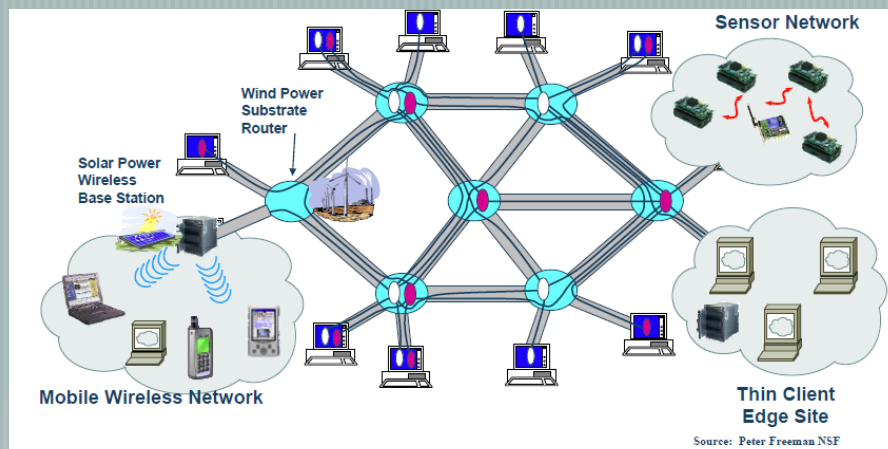 Sensor Network
Wind Power
Substrate
Router
Solar Power
Wireless
Base Station
Mobile Wireless Network
Thin Client
Edge Site
Source: Peter Freeman NSF